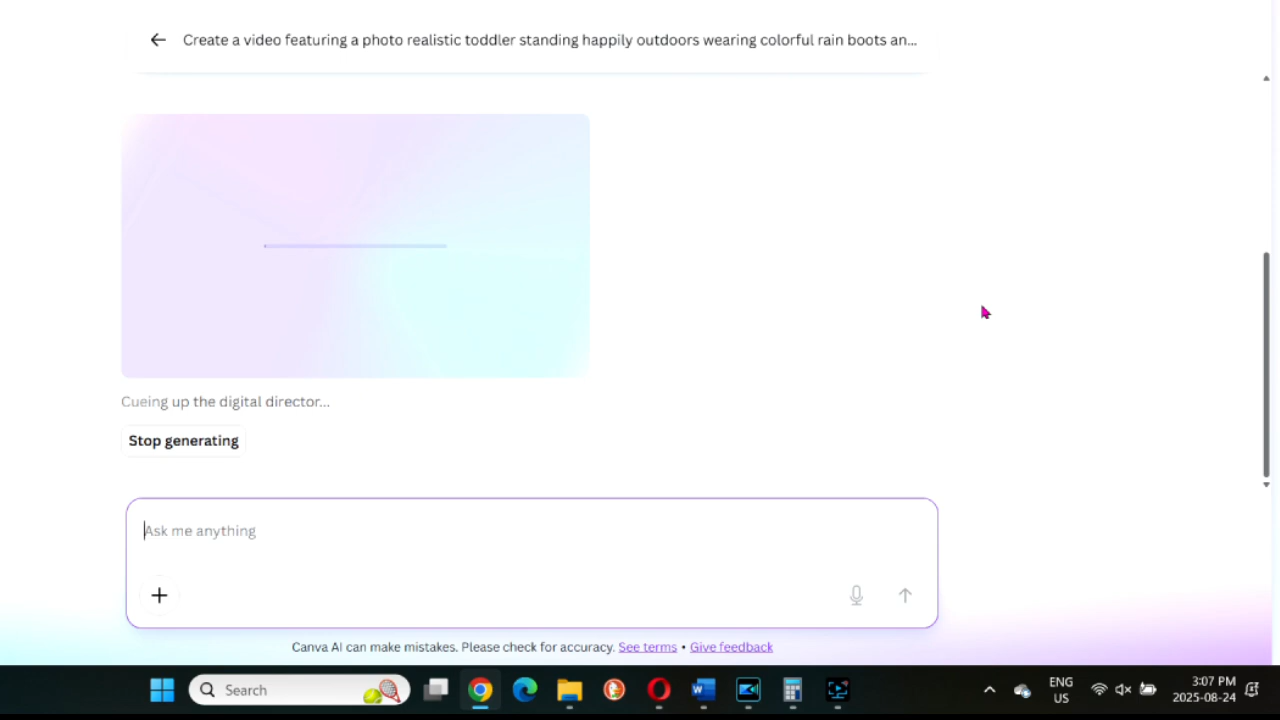 Create a video featuring a photo realistic toddler standing happily outdoors wearing colorful rain boots an...
Cueing up the digital director...
Stop generating
Ask me anything
Canva AI can make mistakes. Please check for accuracy. See terms • Give feedback
Search
ENG
US
3:07 PM
2025-08-24